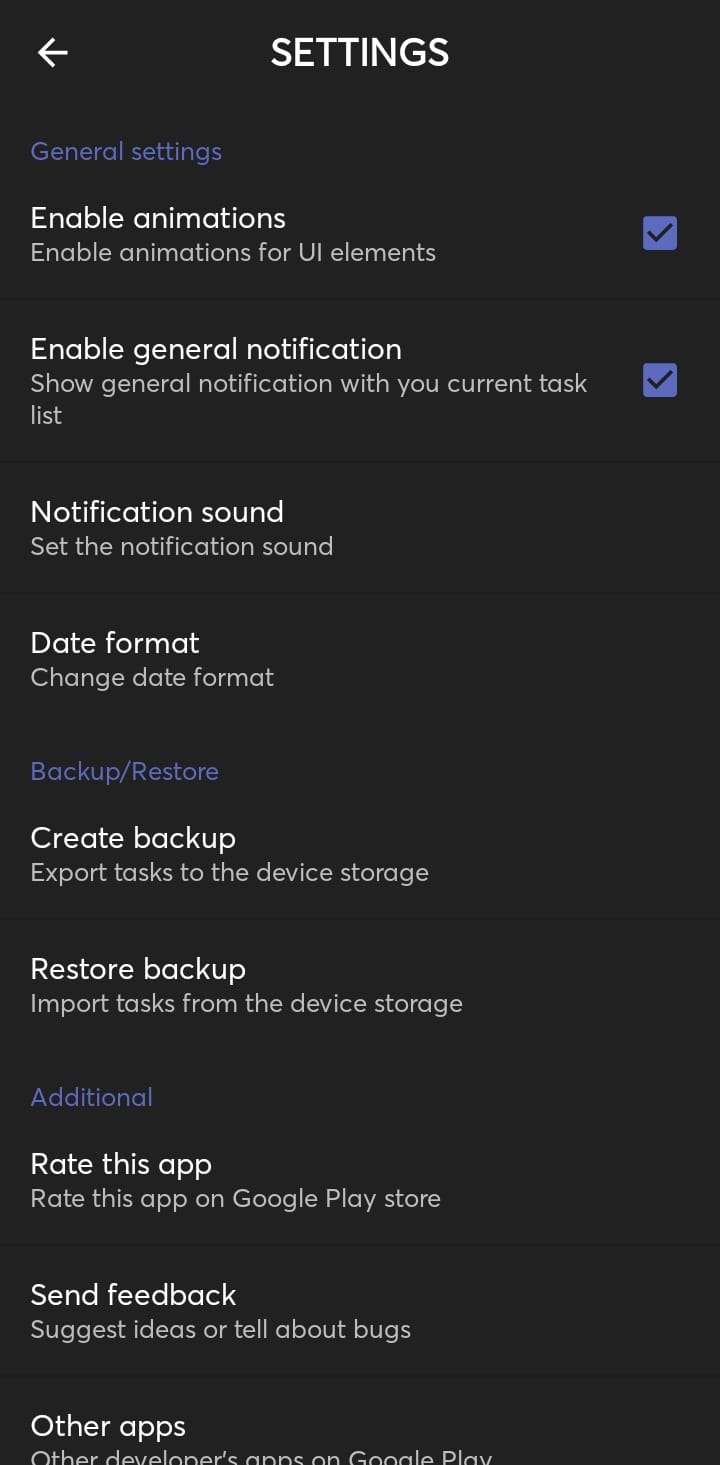 SETTINGS
General settings
Enable animations
Enable animations for UI elements
Enable general notification
Show general notification with you current task
list
Notification sound
Set the notification sound
Date format
Change date format
Backup/Restore
Create backup
Export tasks to the device storage
Restore backup
Import tasks from the device storage
Additional
Rate this app
Rate this app on Google Play store
Send feedback
Suggest ideas or tell about bugs
Other apps
Other developer's apps on Google Play